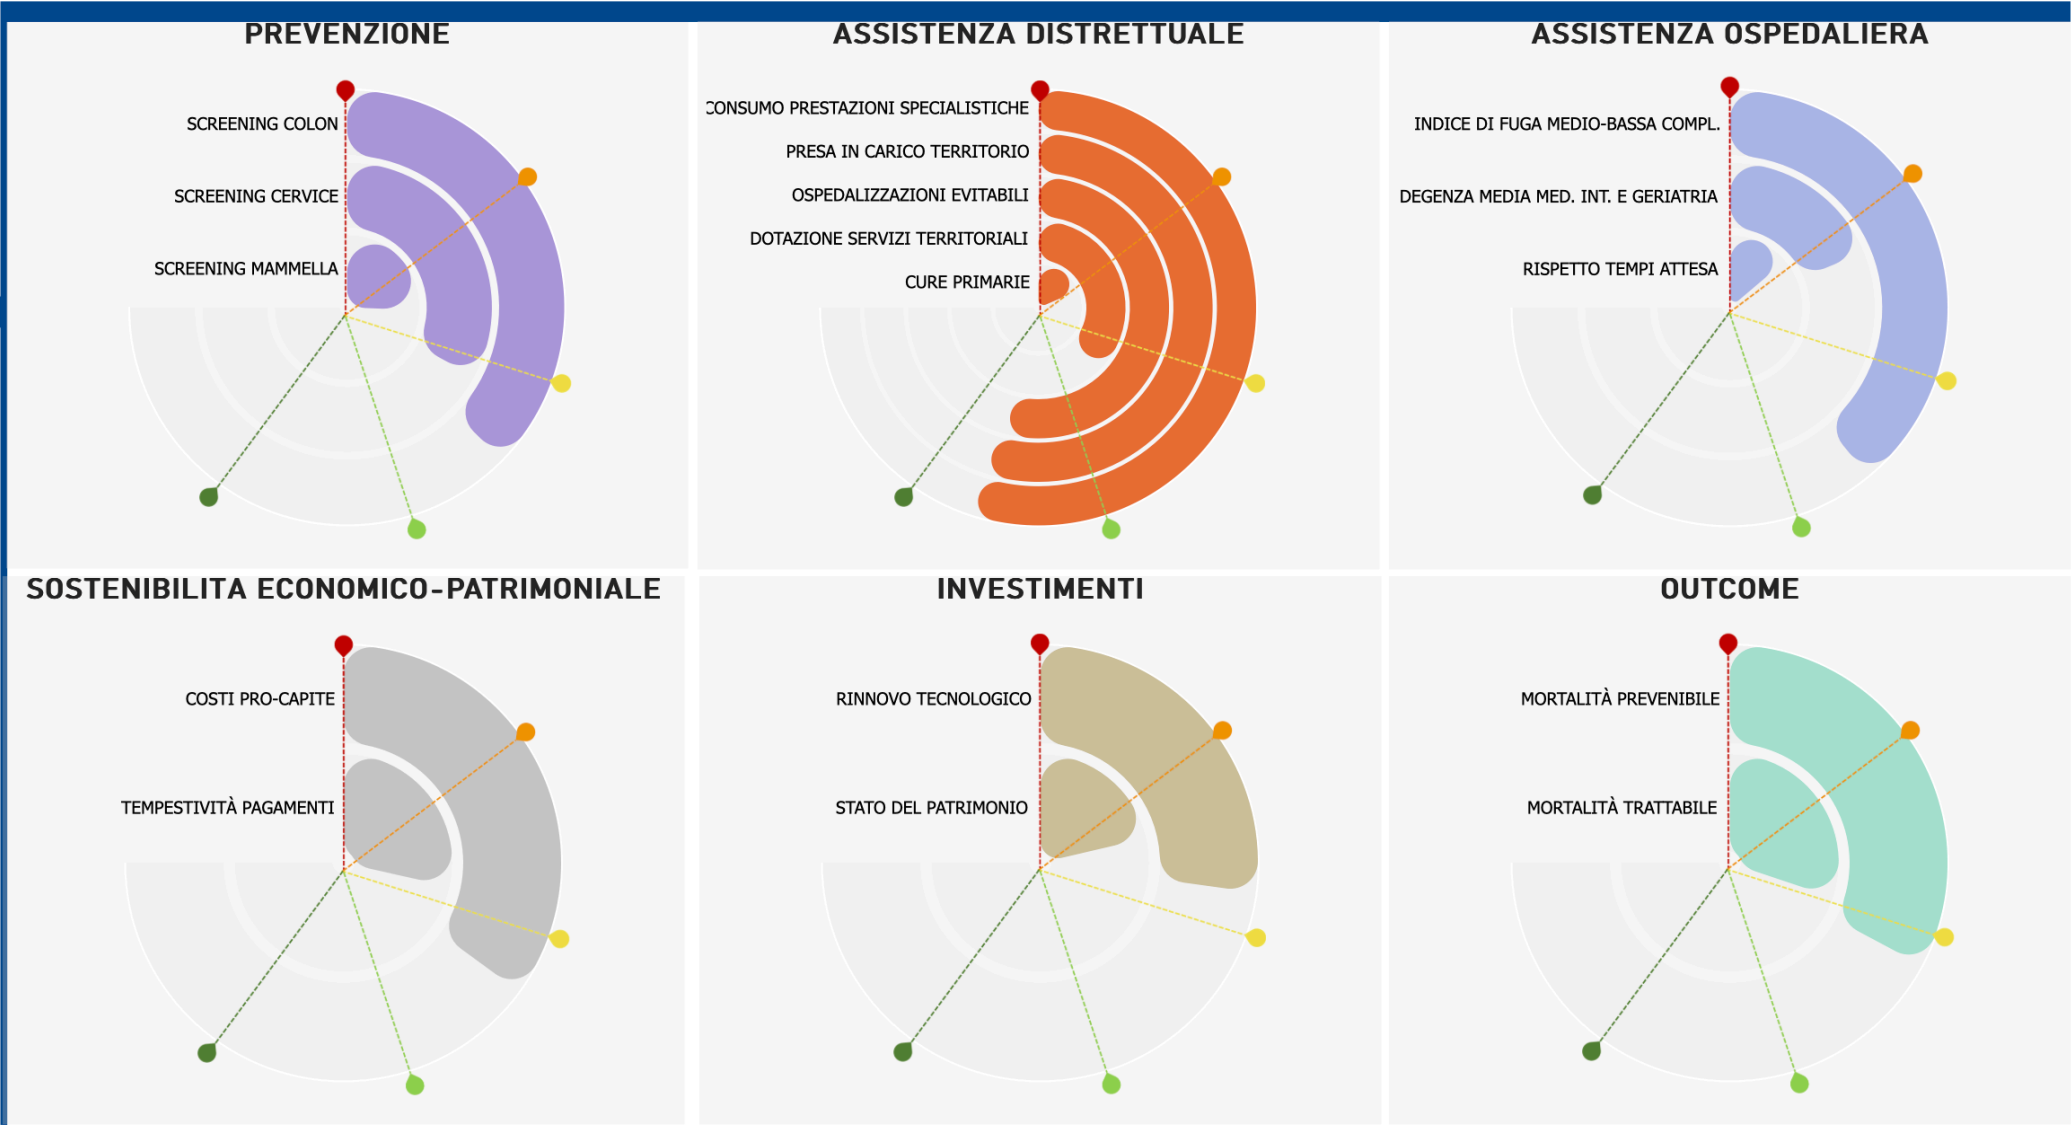 PREVENZIONE
SCREENING COLON
SCREENING CERVICE
SCREENING MAMMELLA
ASSISTENZA DISTRETTUALE
CONSUMO PRESTAZIONI SPECIALISTICHE
PRESA IN CARICO TERRITORIO
OSPEDALIZZAZIONI EVITABILI
DOTAZIONE SERVIZI TERRITORIALI
CURE PRIMARIE
ASSISTENZA OSPEDALIERA
INDICE DI FUGA MEDIO-BASSA COMPL.
DEGENZA MEDIA MED. INT. E GERIATRIA
RISPETTO TEMPI ATTESA
SOSTENIBILITA ECONOMICO-PATRIMONIALE
COSTI PRO-CAPITE
TEMPESTIVITÀ PAGAMENTI
INVESTIMENTI
RINNOVO TECNOLOGICO
STATO DEL PATRIMONIO
OUTCOME
MORTALITÀ PREVENIBILE
MORTALITÀ TRATTABILE